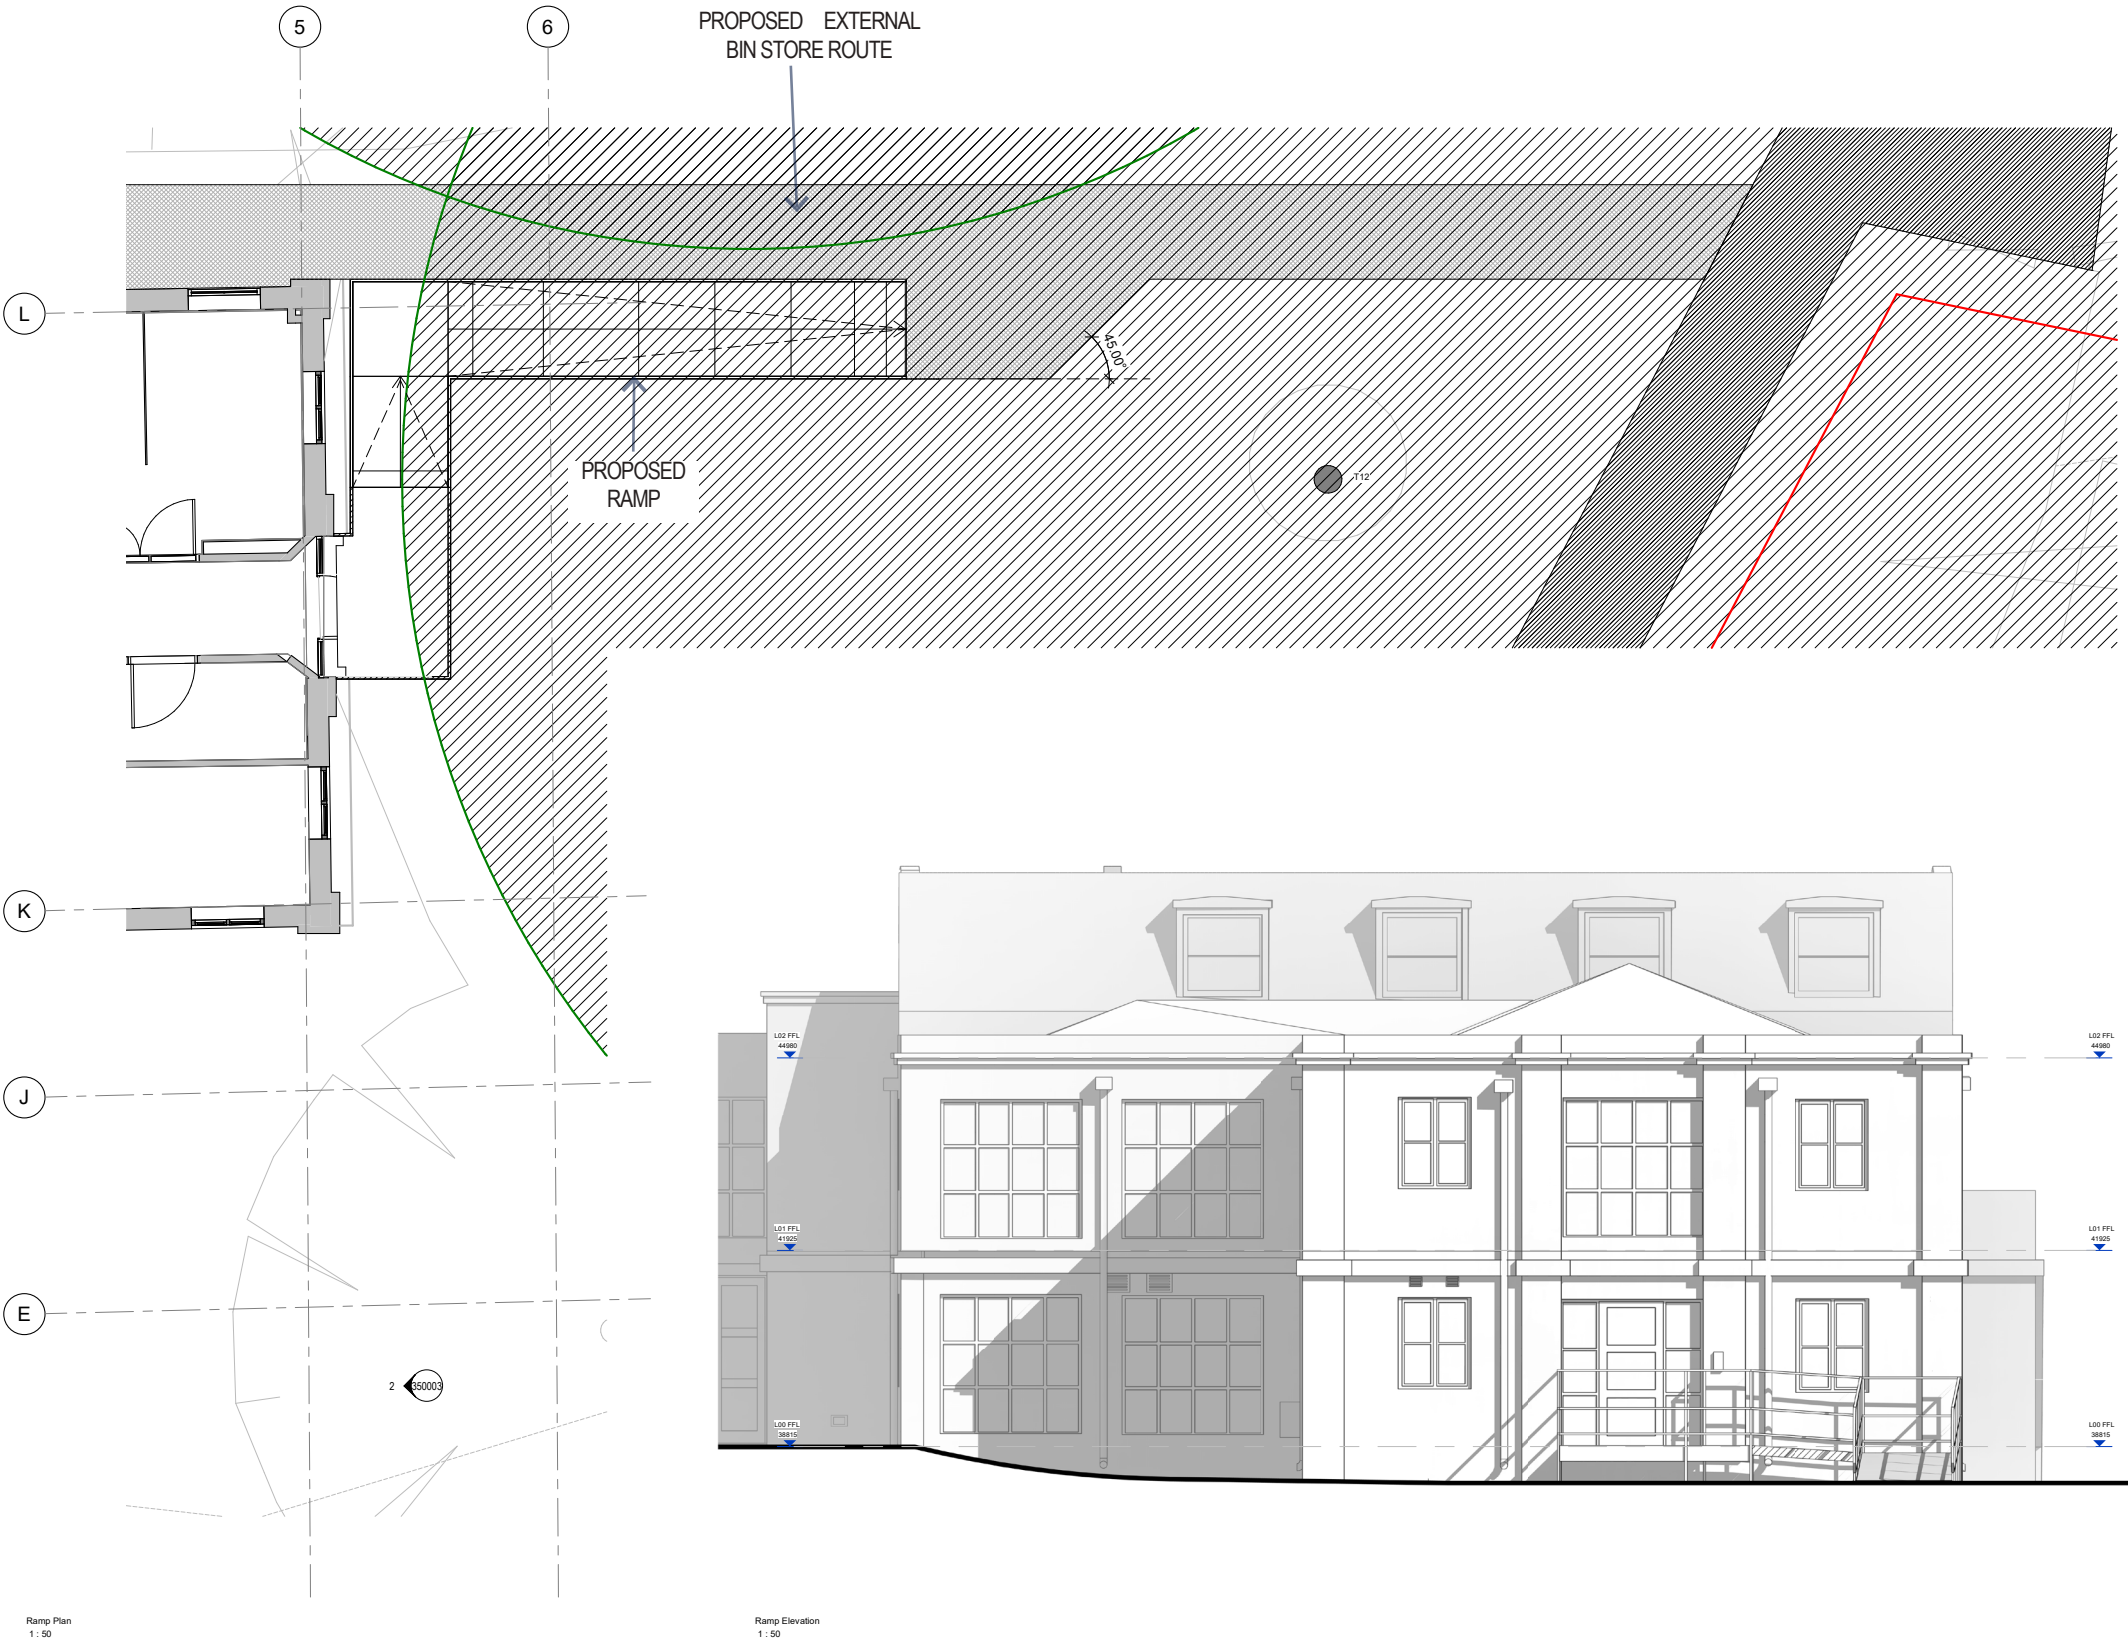 5
6
PROPOSED EXTERNAL
BIN STORE ROUTE
L
45.00°
PROPOSED
RAMP
T12
K
J
E
2
350003
L02 FFL
44980
L02 FFL
44980
L01 FFL
41925
L01 FFL
41925
L00 FFL
38815
L00 FFL
38815
Ramp Plan
1 : 50
Ramp Elevation
1 : 50